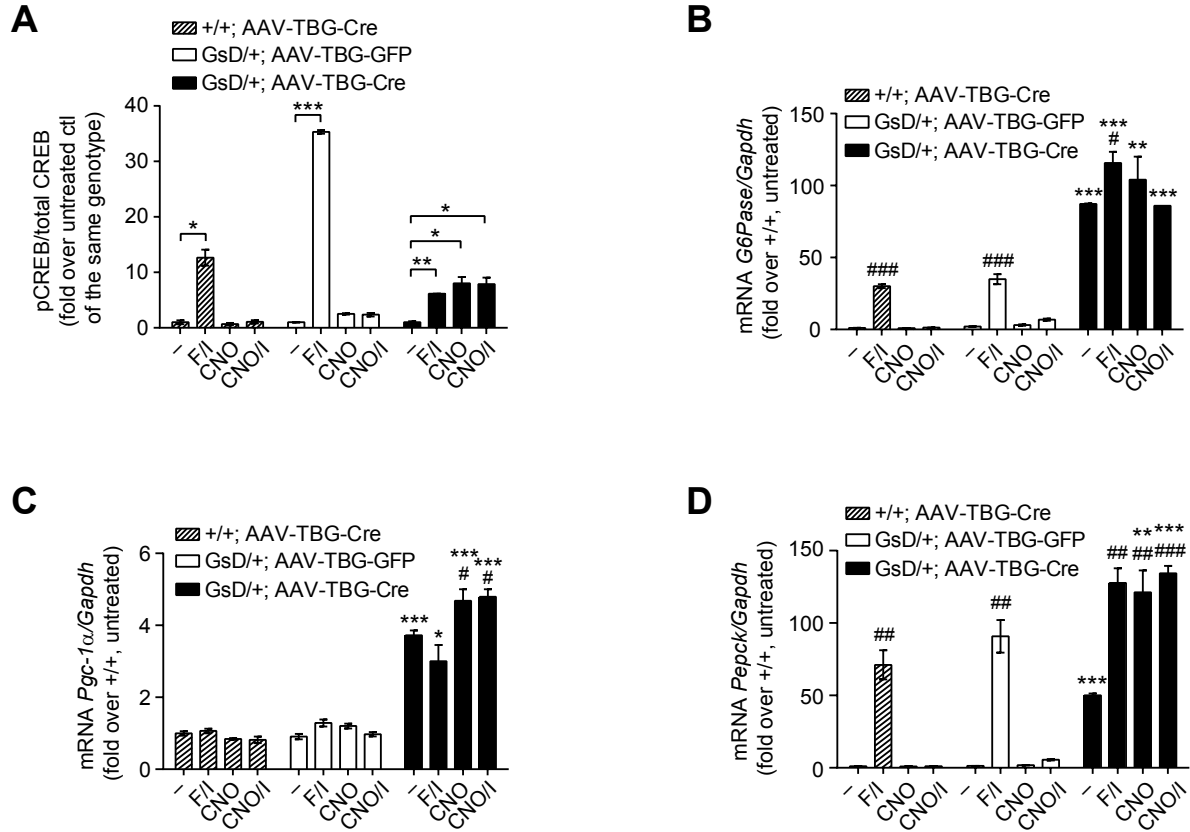 A
+/+; AAV-TBG-Cre
GsD/+; AAV-TBG-GFP
GsD/+; AAV-TBG-Cre
pCREB/total CREB
(fold over untreated ctl
of the same genotype)
40
30
20
10
0
*
***
**
*
*
– F/I CNO CNO/I – F/I CNO CNO/I – F/I CNO CNO/I
B
+/+; AAV-TBG-Cre
GsD/+; AAV-TBG-GFP
GsD/+; AAV-TBG-Cre
mRNA G6Pase/Gapdh
(fold over +/+, untreated)
150
100
50
0
###
###
***
***
#
**
***
– F/I CNO CNO/I – F/I CNO CNO/I – F/I CNO CNO/I
C
+/+; AAV-TBG-Cre
GsD/+; AAV-TBG-GFP
GsD/+; AAV-TBG-Cre
mRNA Pgc-1α/Gapdh
(fold over +/+, untreated)
6
4
2
0
***
*
***
#
***
#
– F/I CNO CNO/I – F/I CNO CNO/I – F/I CNO CNO/I
D
+/+; AAV-TBG-Cre
GsD/+; AAV-TBG-GFP
GsD/+; AAV-TBG-Cre
mRNA Pepck/Gapdh
(fold over +/+, untreated)
150
100
50
0
##
##
***
##
**
##
***
###
– F/I CNO CNO/I – F/I CNO CNO/I – F/I CNO CNO/I